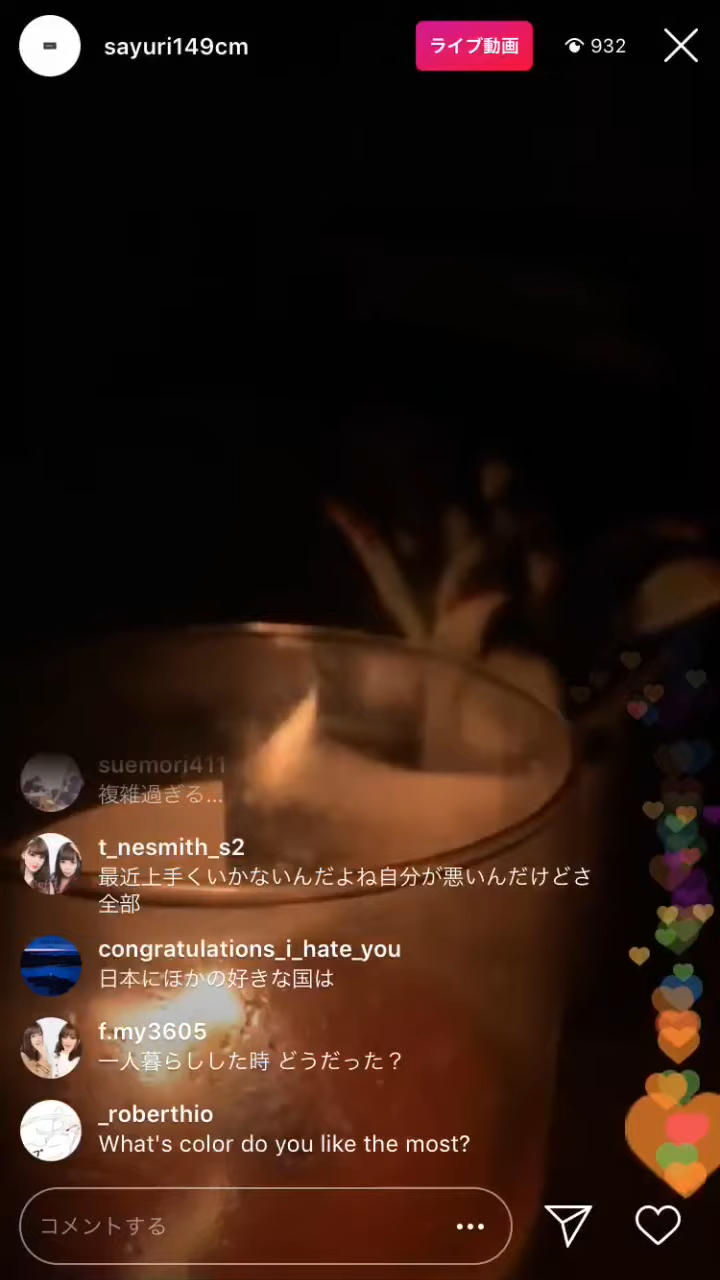 sayuri149cm
ライブ動画
932
suemori411
複雑過ぎる...
t_nesmith_s2
最近上手くいかないんだよね自分が悪いんだけどさ
全部
congratulations_i_hate_you
日本にほかの好きな国は
f.my3605
一人暮らしした時 どうだった？
_roberthio
What's color do you like the most?
コメントする